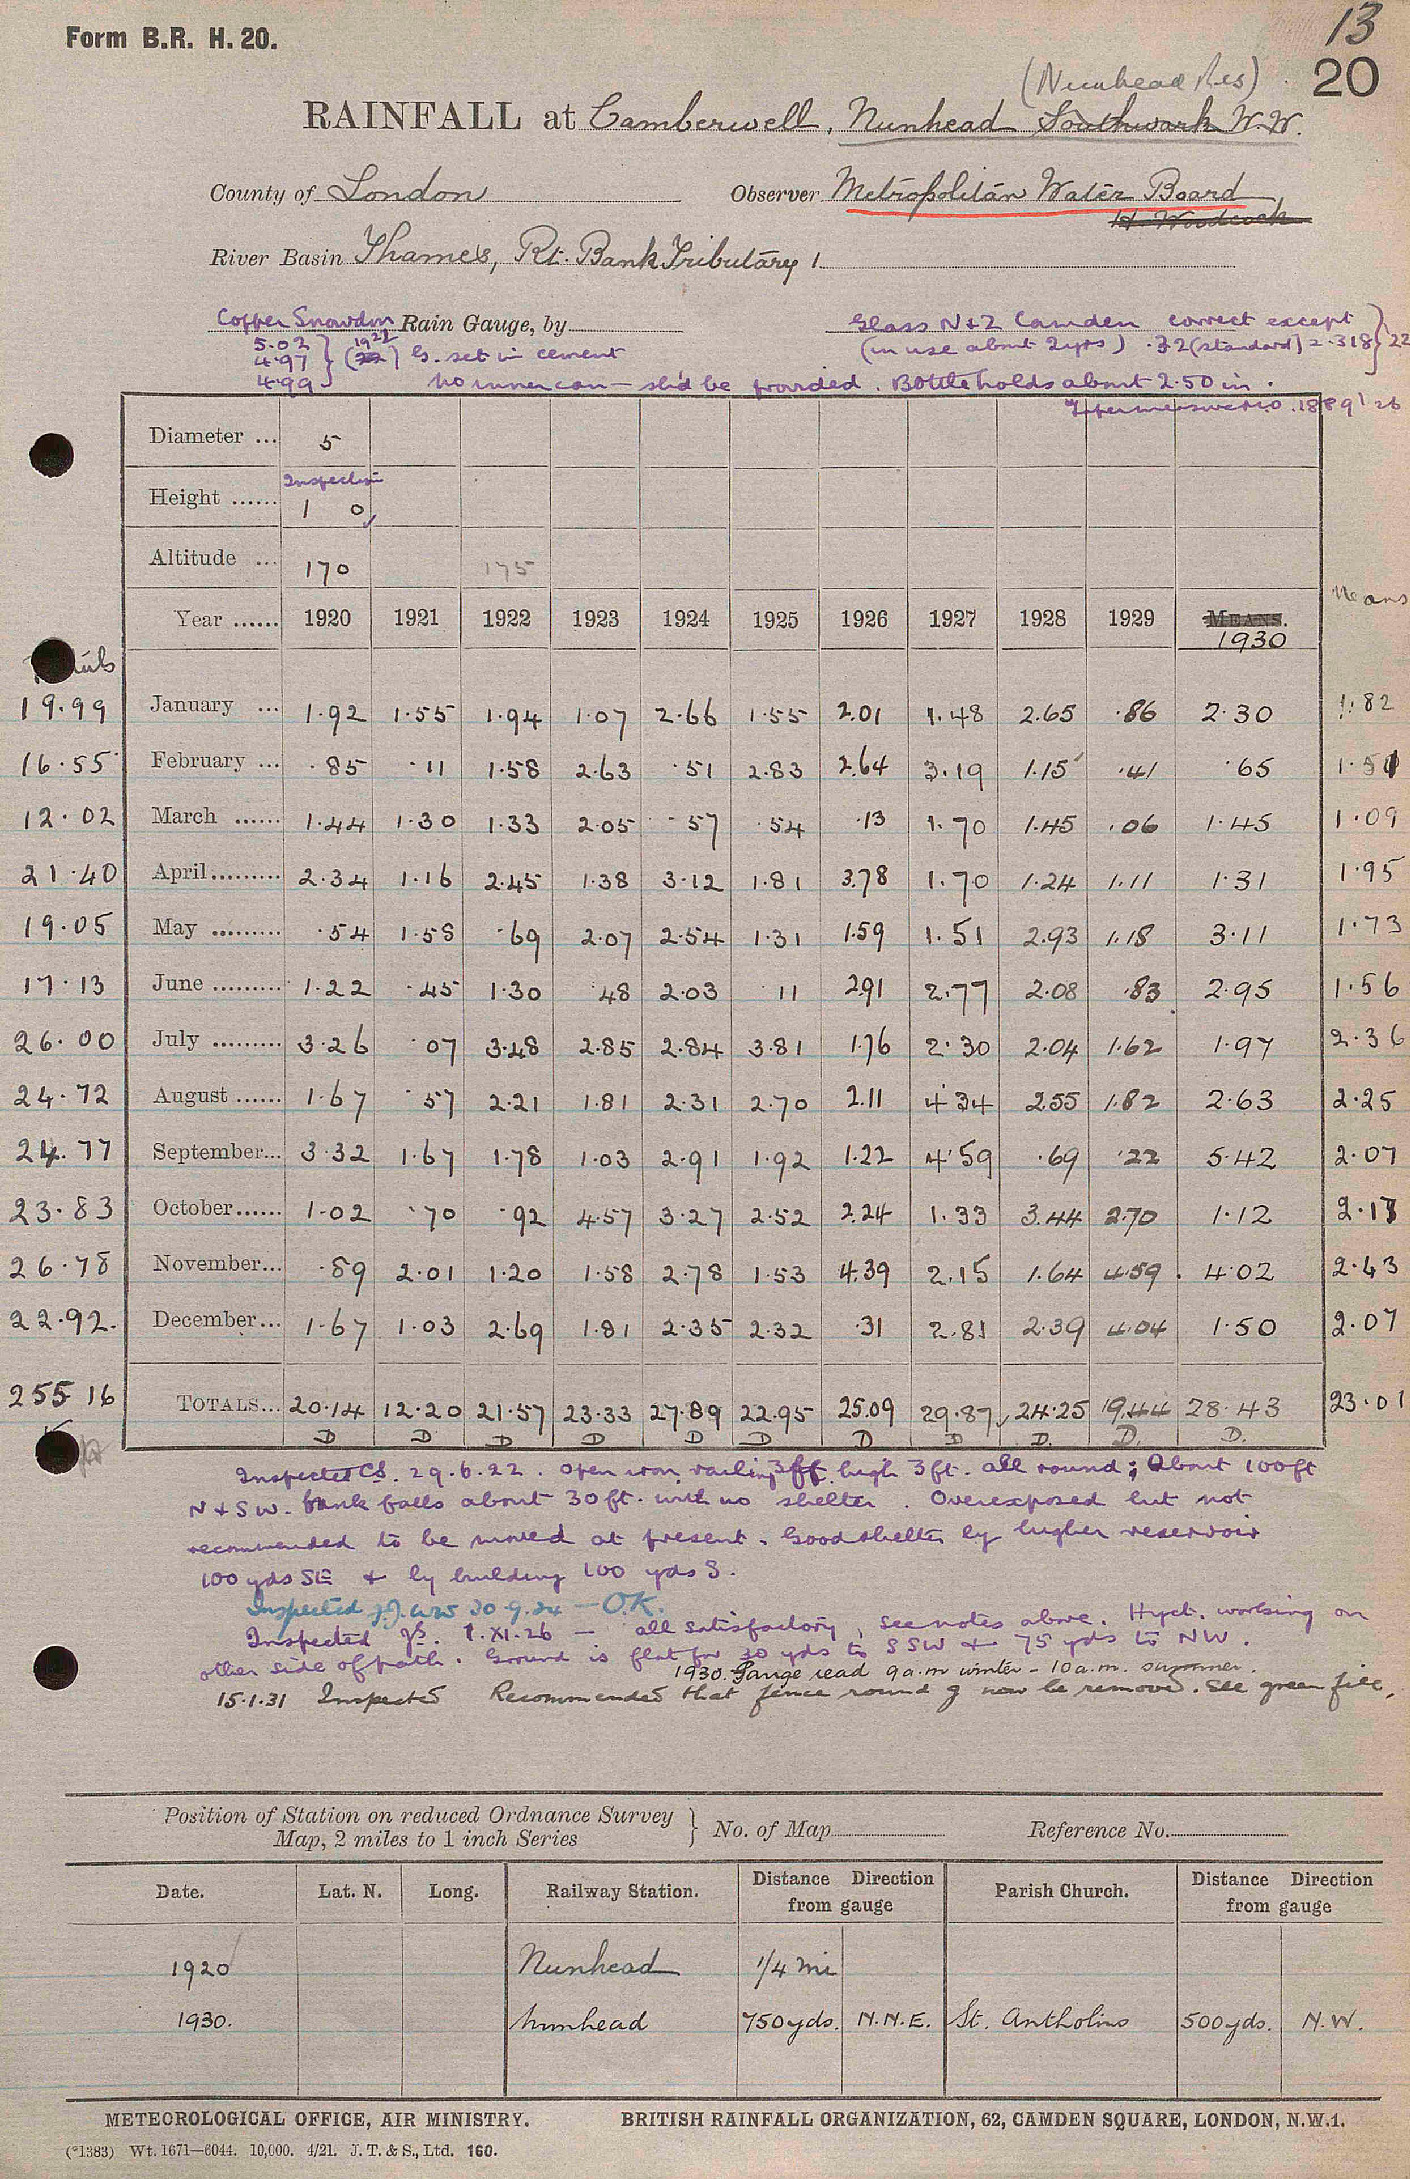 Form B.R. H. 20.
13
20
(Nunhead Res)
RAINFALL at Camberwell, Nunhead Southwark W.W.
County of London Observer Metropolitan Water Board
H. Woodcock
River Basin Thames, Rt. Bank Tributary 1
Copper Snowdon Rain Gauge, by Glass N & Z Camden correct except
5.02
4.97 } (1922) G. set in cement (in use about 2 yrs) .32 (standard) = .318 } 22
4.99 No inner can — sh'd be provided. Bottle holds about 2.50 in.
1889 '26
Diameter ... 5
Inspection
Height ...... 1 0
Altitude ... 170 175
Means
Year ...... 1920 1921 1922 1923 1924 1925 1926 1927 1928 1929 MEANS.
1930
19.99 January ... 1.92 1.55 1.94 1.07 2.66 1.55 2.01 1.48 2.65 .86 2.30 1.82
16.55 February ... .85 .11 1.58 2.63 .51 2.83 2.64 3.19 1.15 .41 .65 1.51
12.02 March ...... 1.44 1.30 1.33 2.05 .57 .54 .13 1.70 1.45 .06 1.45 1.09
21.40 April......... 2.34 1.16 2.45 1.38 3.12 1.81 3.78 1.70 1.24 1.11 1.31 1.95
19.05 May ......... .54 1.58 .69 2.07 2.54 1.31 1.59 1.51 2.93 1.18 3.11 1.73
17.13 June ......... 1.22 .45 1.30 .48 2.03 .11 2.91 2.77 2.08 .83 2.95 1.56
26.00 July ......... 3.26 .07 3.48 2.85 2.84 3.81 1.76 2.30 2.04 1.62 1.97 2.36
24.72 August ...... 1.67 .57 2.21 1.81 2.31 2.70 2.11 4.34 2.55 1.82 2.63 2.25
24.77 September... 3.32 1.67 1.78 1.03 2.91 1.92 1.22 4.59 .69 .22 5.42 2.07
23.83 October...... 1.02 .70 .92 4.57 3.27 2.52 2.24 1.33 3.44 2.70 1.12 2.17
26.78 November... .89 2.01 1.20 1.58 2.78 1.53 4.39 2.15 1.64 4.59 4.02 2.43
22.92 December... 1.67 1.03 2.69 1.81 2.35 2.32 .31 2.81 2.39 4.04 1.50 2.07
255.16 TOTALS... 20.14 12.20 21.57 23.33 27.89 22.95 25.09 29.87 24.25 19.44 28.43 23.01
D D D D D D D D D. D. D.
Inspected CS. 29.6.22. Open iron railing 3ft high 3ft. all round; About 100ft
N & SW. bank falls about 30ft. with no shelter. Overexposed but not
recommended to be moved at present. Good shelter by higher reservoir
100 yds SE & by building 100 yds S.
Inspected 30.9.24 — O.K.
Inspected 1.XI.26 — all satisfactory, see notes above. Hyct. working on
other side of path. Ground is flat for 30 yds to SSW & 75 yds to NW.
1930. Gauge read 9 a.m winter – 10 a.m. summer.
15.1.31 Inspected Recommended that fence round g now be removed. See green file.
Position of Station on reduced Ordnance Survey
Map, 2 miles to 1 inch Series } No. of Map Reference No.
Date. Lat. N. Long. Railway Station. Distance Direction from gauge Parish Church. Distance Direction from gauge
1920 Nunhead 1/4 mi
1930. Nunhead 750 yds. N.N.E. St. Antholins 500 yds. N.W.
METEOROLOGICAL OFFICE, AIR MINISTRY. BRITISH RAINFALL ORGANIZATION, 62, CAMDEN SQUARE, LONDON, N.W.1.
(*1383) Wt. 1671—6044. 10,000. 4/21. J. T. & S., Ltd. 160.